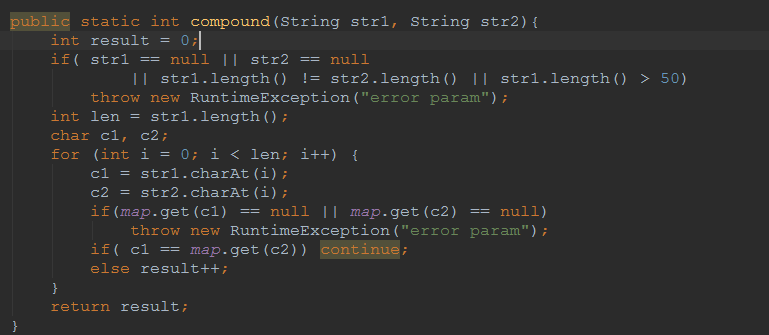 public static int compound(String str1, String str2){
int result = 0;
if( str1 == null || str2 == null
|| str1.length() != str2.length() || str1.length() > 50)
throw new RuntimeException("error param");
int len = str1.length();
char c1, c2;
for (int i = 0; i < len; i++) {
c1 = str1.charAt(i);
c2 = str2.charAt(i);
if(map.get(c1) == null || map.get(c2) == null)
throw new RuntimeException("error param");
if( c1 == map.get(c2)) continue;
else result++;
}
return result;
}